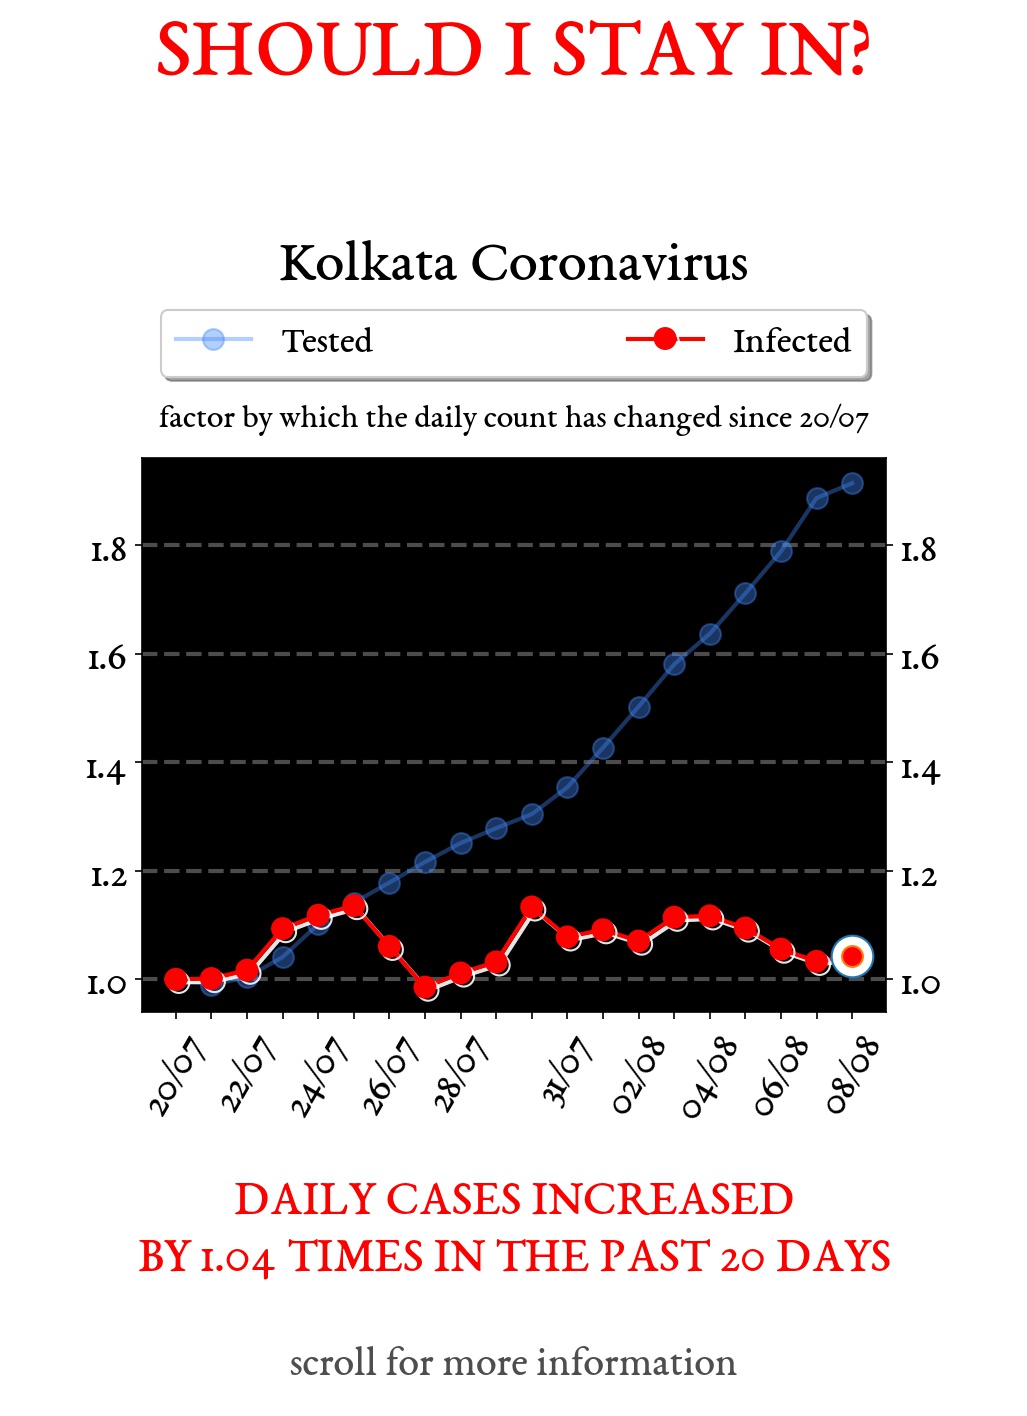 SHOULD I STAY IN?
Kolkata Coronavirus
Tested Infected
factor by which the daily count has changed since 20/07
1.8 1.8
1.6 1.6
1.4 1.4
1.2 1.2
1.0 1.0
20/07 22/07 24/07 26/07 28/07 31/07 02/08 04/08 06/08 08/08
DAILY CASES INCREASED
BY 1.04 TIMES IN THE PAST 20 DAYS
scroll for more information